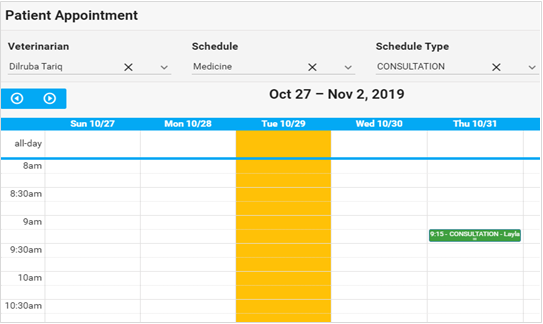 Patient Appointment
Veterinarian Schedule Schedule Type
Dilruba Tariq Medicine CONSULTATION
Oct 27 – Nov 2, 2019
Sun 10/27 Mon 10/28 Tue 10/29 Wed 10/30 Thu 10/31
all-day
8am
8:30am
9am
9:15 - CONSULTATION - Layla
9:30am
10am
10:30am